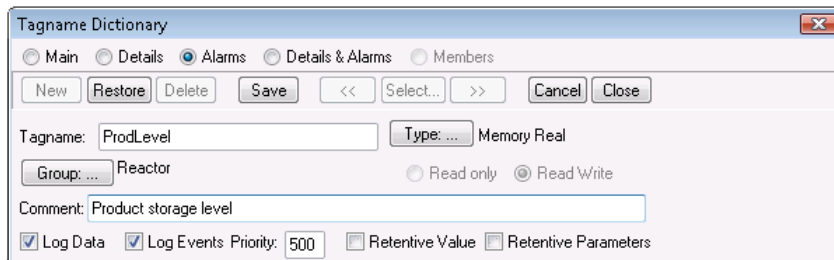 Tagname Dictionary
Main Details Alarms Details & Alarms Members
New Restore Delete Save << Select... >> Cancel Close
Tagname: ProdLevel Type: ... Memory Real
Group: ... Reactor Read only Read Write
Comment: Product storage level
Log Data Log Events Priority: 500 Retentive Value Retentive Parameters